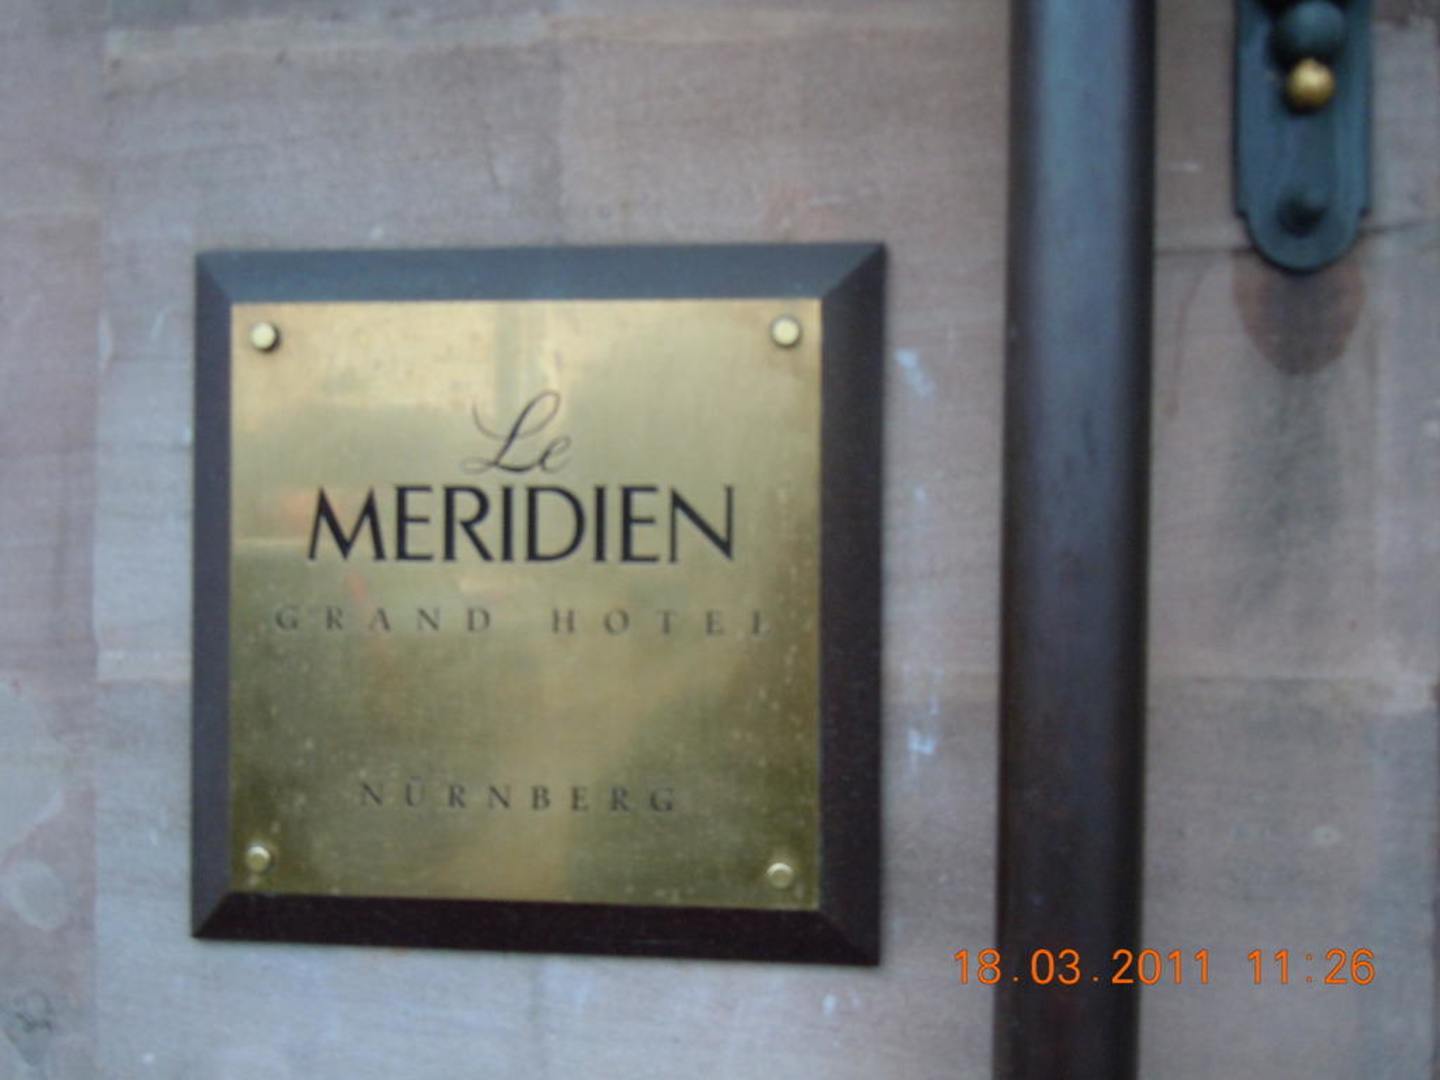 Le
MERIDIEN
GRAND HOTEL
NÜRNBERG
18.03.2011 11:26